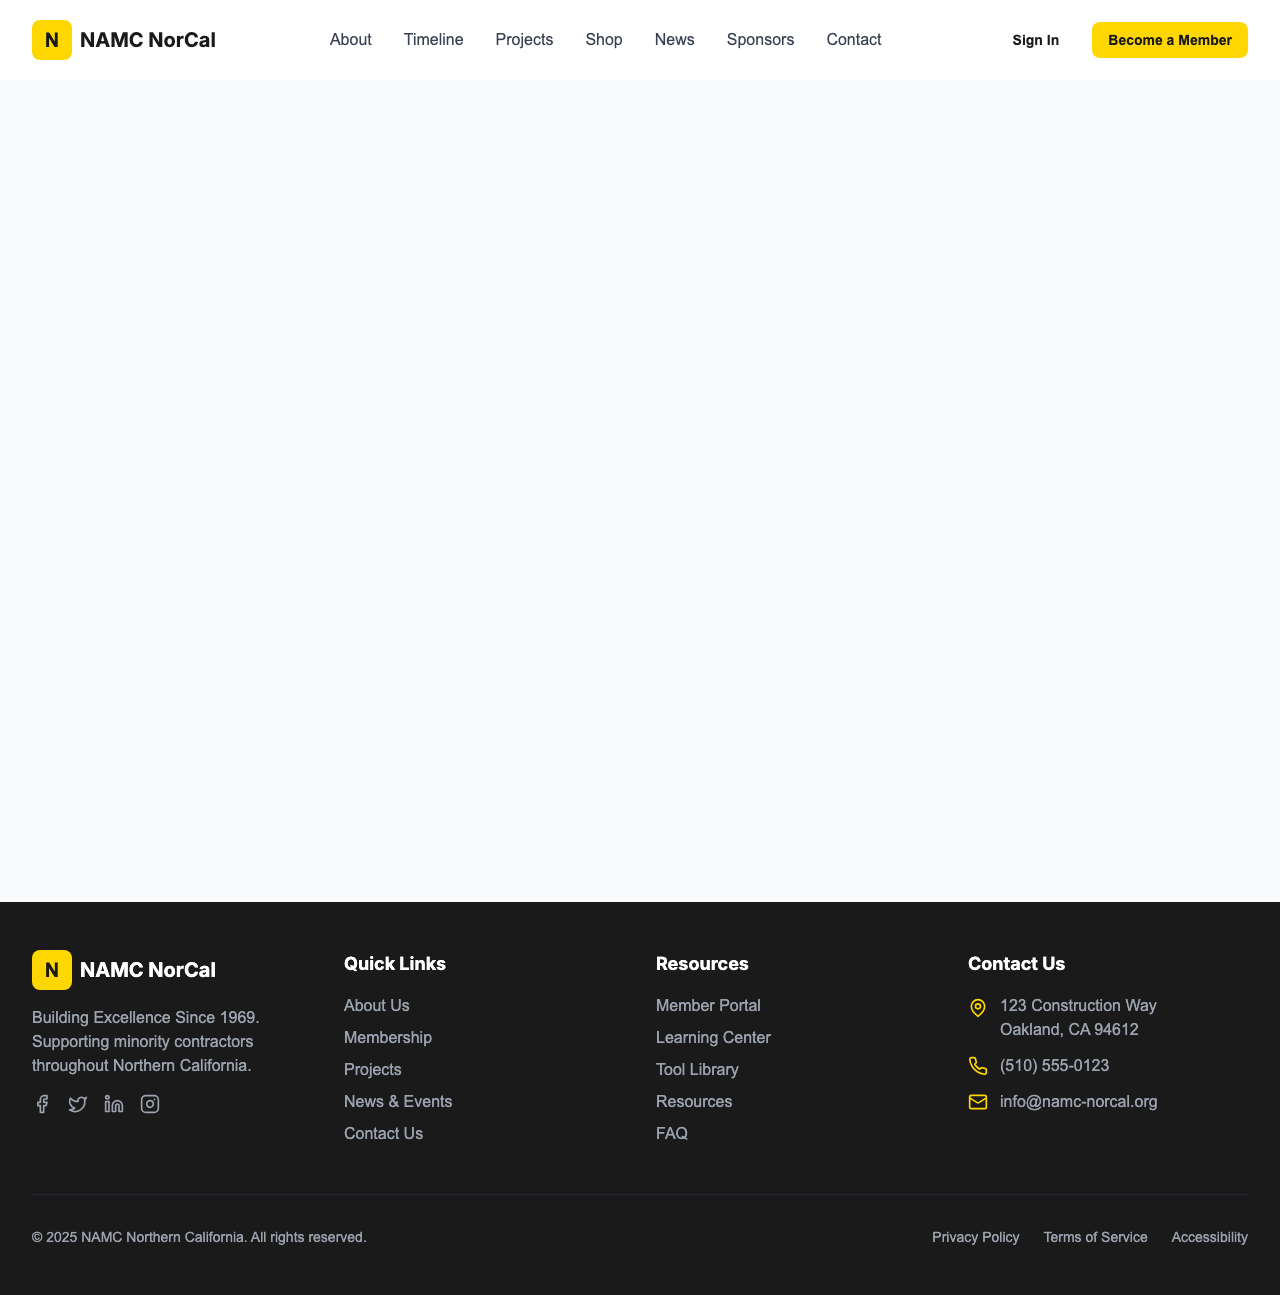 N NAMC NorCal
About Timeline Projects Shop News Sponsors Contact
Sign In
Become a Member
N NAMC NorCal
Building Excellence Since 1969.
Supporting minority contractors
throughout Northern California.
Quick Links
About Us
Membership
Projects
News & Events
Contact Us
Resources
Member Portal
Learning Center
Tool Library
Resources
FAQ
Contact Us
123 Construction Way
Oakland, CA 94612
(510) 555-0123
info@namc-norcal.org
© 2025 NAMC Northern California. All rights reserved.
Privacy Policy Terms of Service Accessibility